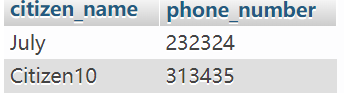 citizen_name phone_number
July 232324
Citizen10 313435